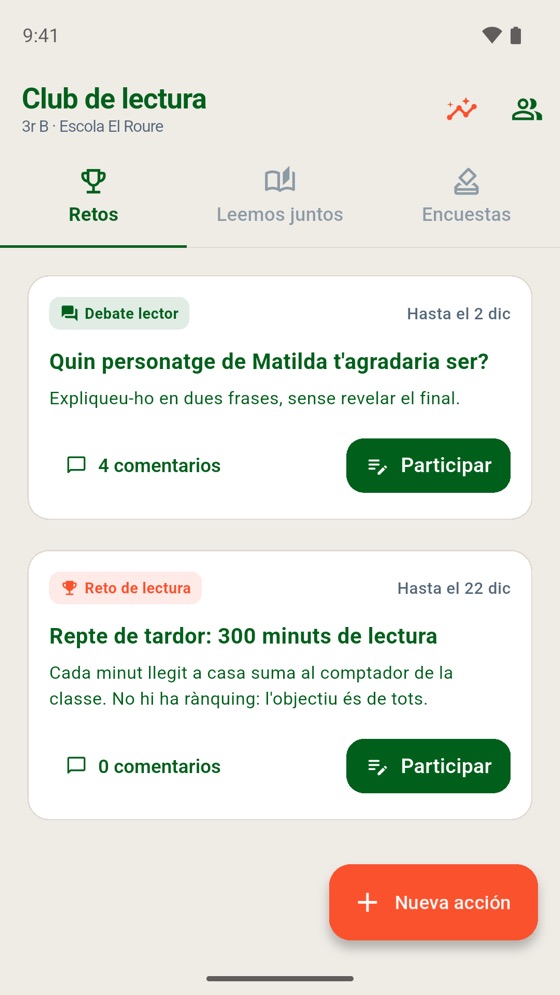 9:41
Club de lectura
3r B · Escola El Roure
Retos
Leemos juntos
Encuestas
Debate lector
Hasta el 2 dic
Quin personatge de Matilda t'agradaria ser?
Expliqueu-ho en dues frases, sense revelar el final.
4 comentarios
Participar
Reto de lectura
Hasta el 22 dic
Repte de tardor: 300 minuts de lectura
Cada minut llegit a casa suma al comptador de la
classe. No hi ha rànquing: l'objectiu és de tots.
0 comentarios
Participar
Nueva acción